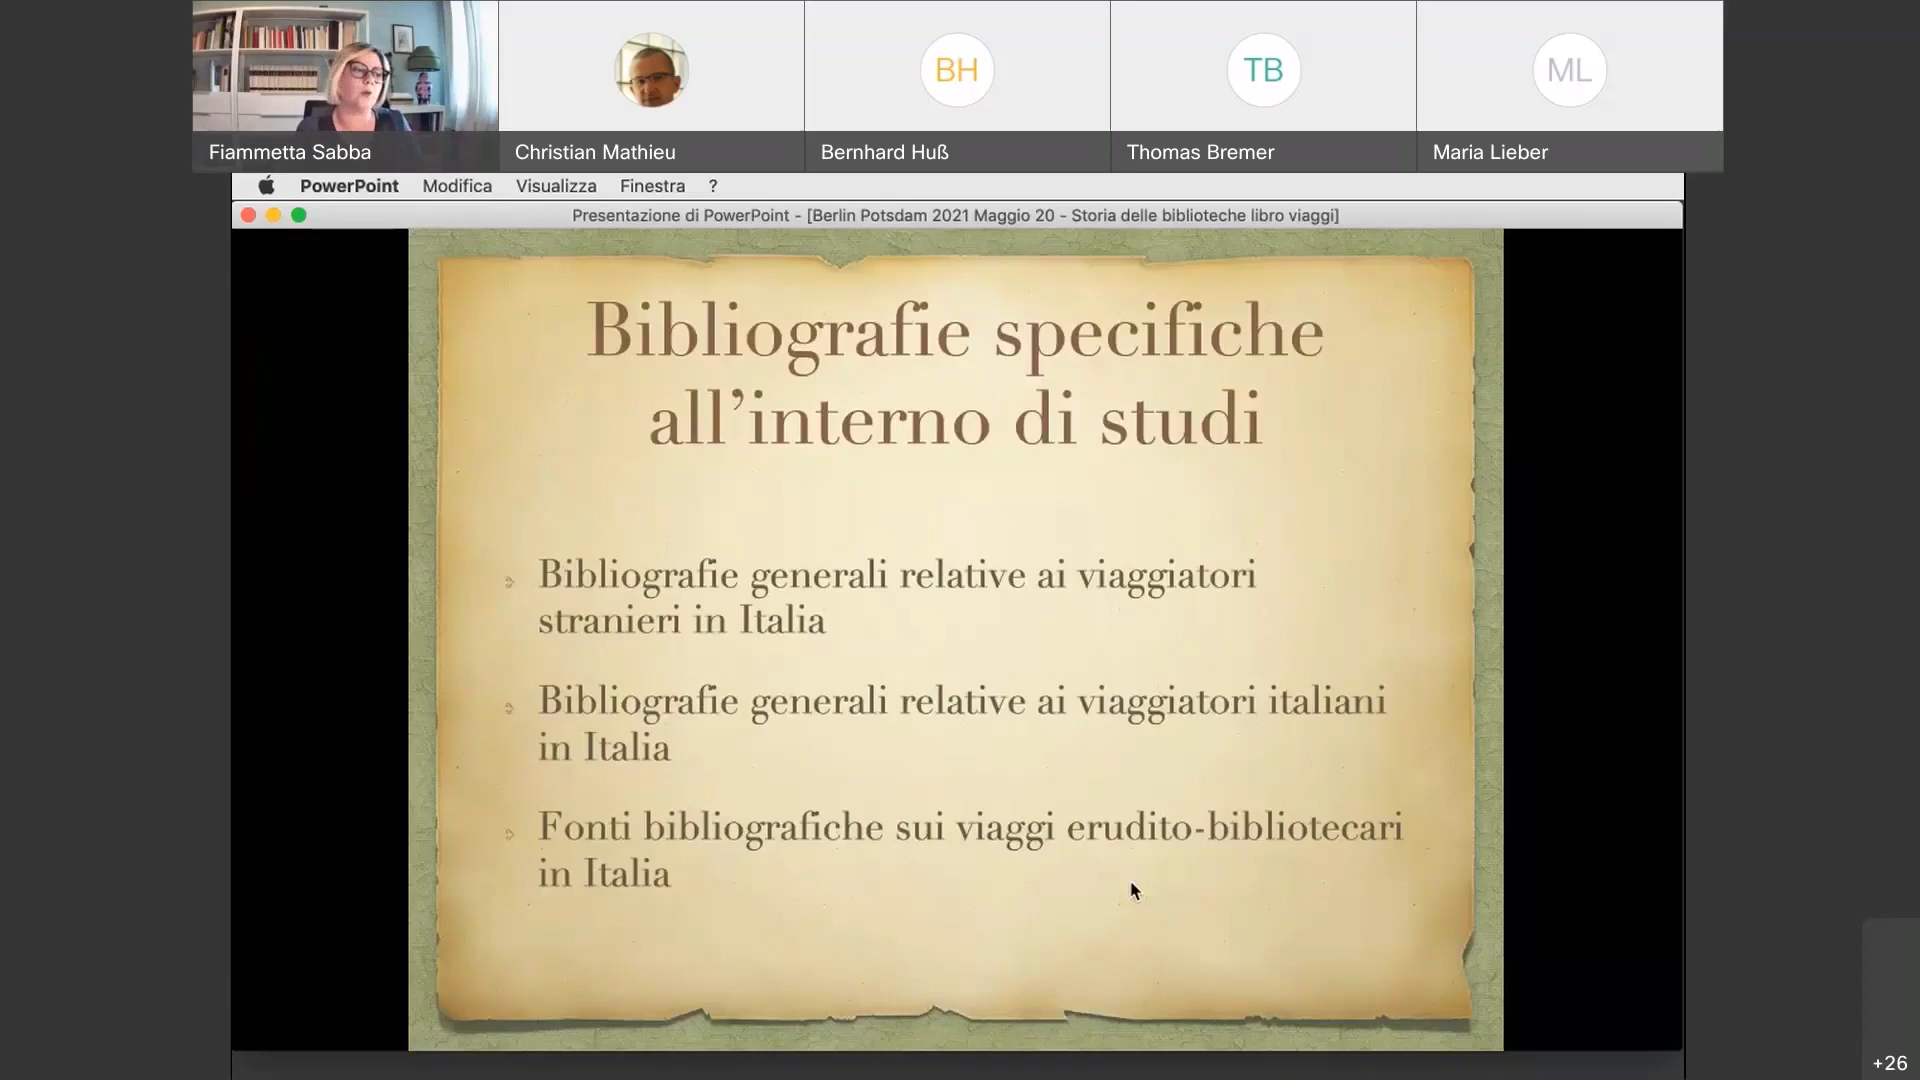 BH
TB
ML
Fiammetta Sabba
Christian Mathieu
Bernhard Huß
Thomas Bremer
Maria Lieber
PowerPoint Modifica Visualizza Finestra ?
Presentazione di PowerPoint - [Berlin Potsdam 2021 Maggio 20 - Storia delle biblioteche libro viaggi]
Bibliografie specifiche
all’interno di studi
Bibliografie generali relative ai viaggiatori
stranieri in Italia
Bibliografie generali relative ai viaggiatori italiani
in Italia
Fonti bibliografiche sui viaggi erudito-bibliotecari
in Italia
+26